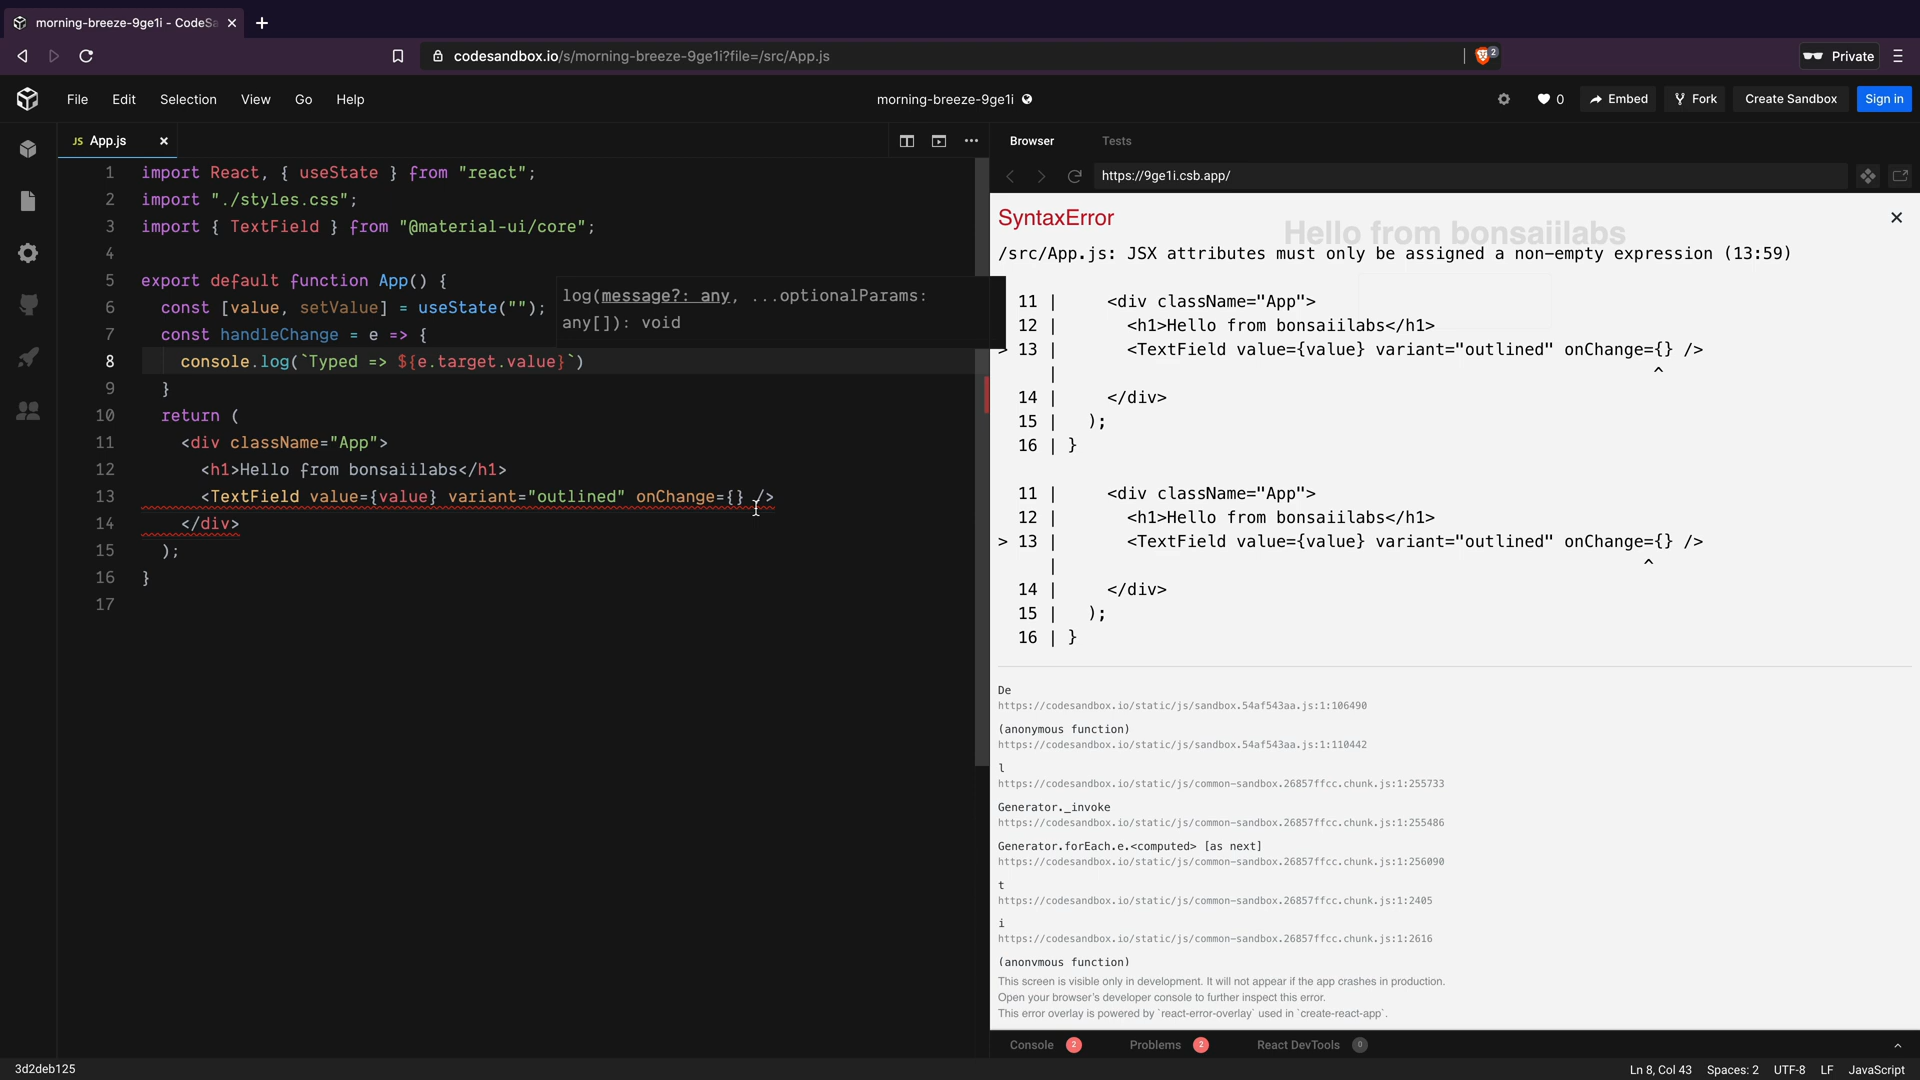 morning-breeze-9ge1i - CodeSa
codesandbox.io/s/morning-breeze-9ge1i?file=/src/App.js
2
Private
File Edit Selection View Go Help
morning-breeze-9ge1i
0
Embed
Fork
Create Sandbox
Sign in
JS App.js
Browser
Tests
https://9ge1i.csb.app/
1 import React, { useState } from "react";
2 import "./styles.css";
3 import { TextField } from "@material-ui/core";
4
5 export default function App() {
6 const [value, setValue] = useState("");
7 const handleChange = e => {
8 console.log(`Typed => ${e.target.value}`)
9 }
10 return (
11 <div className="App">
12 <h1>Hello from bonsaiilabs</h1>
13 <TextField value={value} variant="outlined" onChange={} />
14 </div>
15 );
16 }
17
log(message?: any, ...optionalParams:
any[]): void
SyntaxError
Hello from bonsaiilabs
/src/App.js: JSX attributes must only be assigned a non-empty expression (13:59)
11 | <div className="App">
12 | <h1>Hello from bonsaiilabs</h1>
> 13 | <TextField value={value} variant="outlined" onChange={} />
| ^
14 | </div>
15 | );
16 | }
11 | <div className="App">
12 | <h1>Hello from bonsaiilabs</h1>
> 13 | <TextField value={value} variant="outlined" onChange={} />
| ^
14 | </div>
15 | );
16 | }
De
https://codesandbox.io/static/js/sandbox.54af543aa.js:1:106490
(anonymous function)
https://codesandbox.io/static/js/sandbox.54af543aa.js:1:110442
l
https://codesandbox.io/static/js/common-sandbox.26857ffcc.chunk.js:1:255733
Generator._invoke
https://codesandbox.io/static/js/common-sandbox.26857ffcc.chunk.js:1:255486
Generator.forEach.e.<computed> [as next]
https://codesandbox.io/static/js/common-sandbox.26857ffcc.chunk.js:1:256090
t
https://codesandbox.io/static/js/common-sandbox.26857ffcc.chunk.js:1:2405
i
https://codesandbox.io/static/js/common-sandbox.26857ffcc.chunk.js:1:2616
(anonymous function)
This screen is visible only in development. It will not appear if the app crashes in production.
Open your browser's developer console to further inspect this error.
This error overlay is powered by `react-error-overlay` used in `create-react-app`.
Console 2
Problems 2
React DevTools 0
3d2deb125
Ln 8, Col 43
Spaces: 2
UTF-8
LF
JavaScript